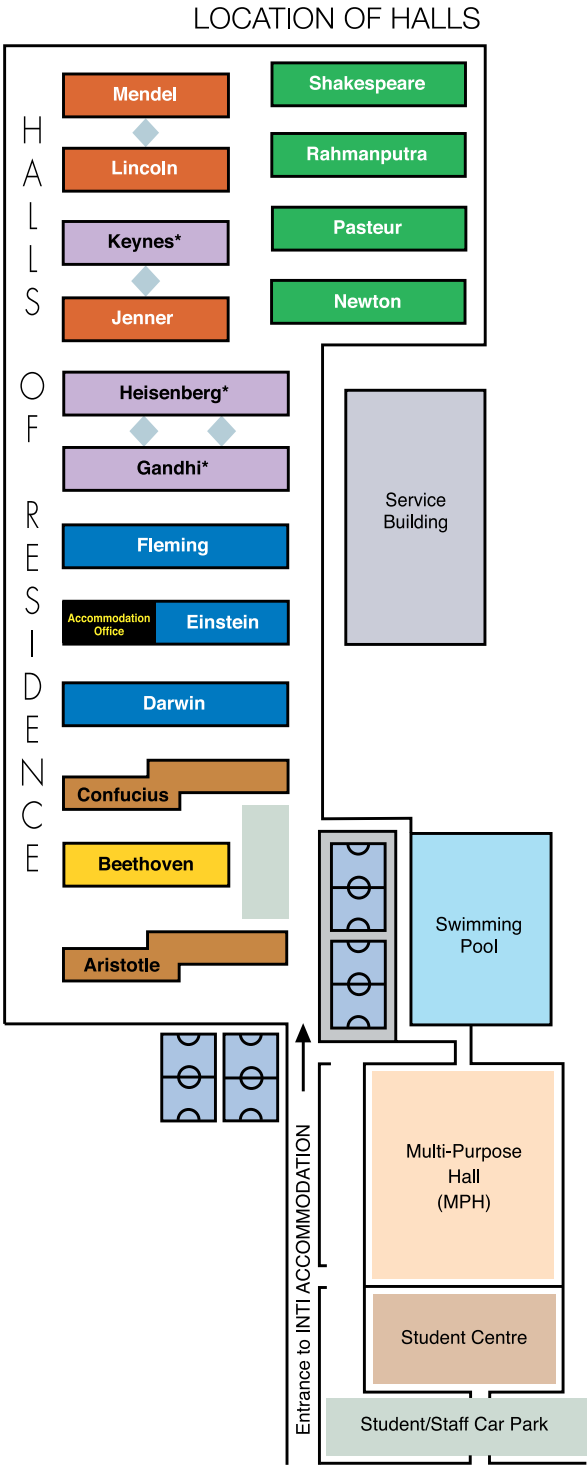 LOCATION OF HALLS
HALLS OF RESIDENCE
Mendel
Lincoln
Keynes*
Jenner
Shakespeare
Rahmanputra
Pasteur
Newton
Heisenberg*
Gandhi*
Fleming
Accommodation
Office
Einstein
Darwin
Confucius
Beethoven
Aristotle
Service
Building
Swimming
Pool
Entrance to INTI ACCOMMODATION
Multi-Purpose
Hall
(MPH)
Student Centre
Student/Staff Car Park